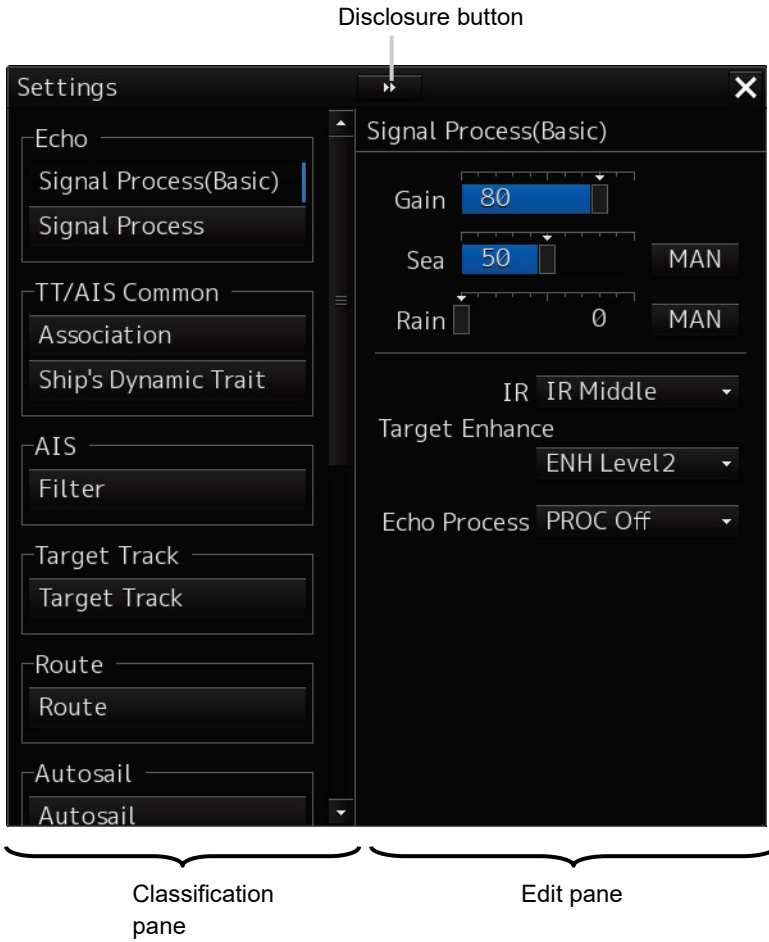 Disclosure button
Settings
Echo
Signal Process(Basic)
Signal Process
TT/AIS Common
Association
Ship's Dynamic Trait
AIS
Filter
Target Track
Target Track
Route
Route
Autosail
Autosail
Signal Process(Basic)
Gain 80
Sea 50 MAN
Rain 0 MAN
IR IR Middle
Target Enhance
ENH Level2
Echo Process PROC Off
Classification
pane
Edit pane